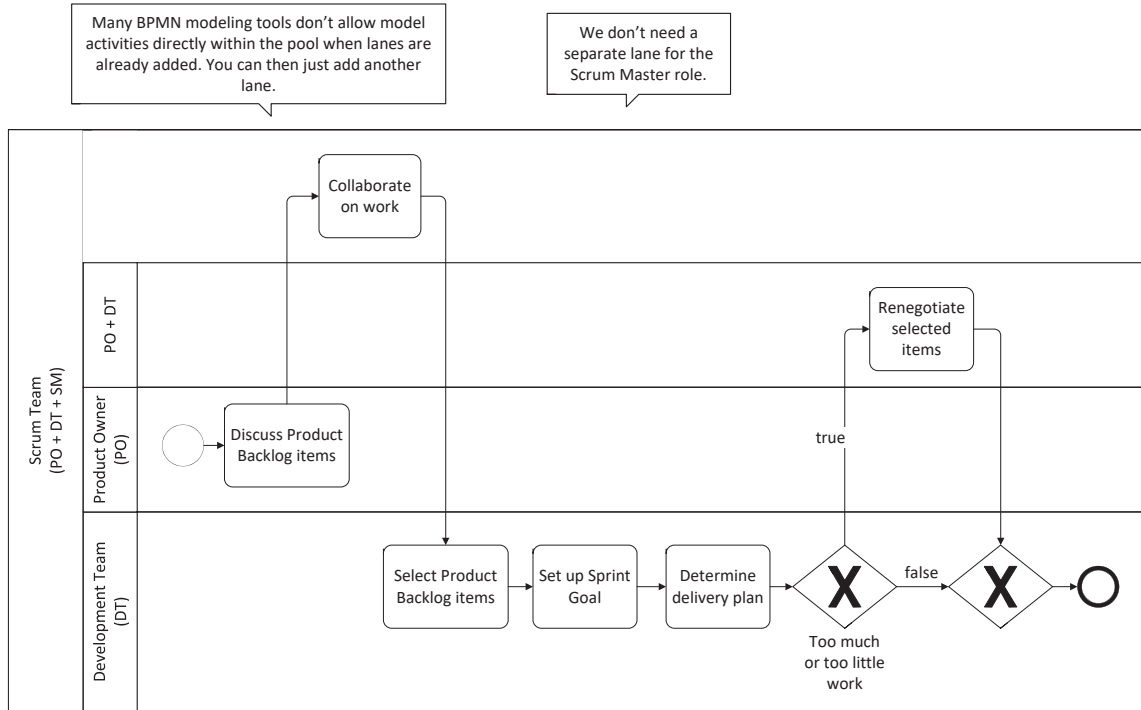 Many BPMN modeling tools don’t allow model
activities directly within the pool when lanes are
already added. You can then just add another
lane.
We don’t need a
separate lane for the
Scrum Master role.
Scrum Team
(PO + DT + SM)
Collaborate
on work
PO + DT
Renegotiate
selected
items
Product Owner
(PO)
Discuss Product
Backlog items
true
Development Team
(DT)
Select Product
Backlog items
Set up Sprint
Goal
Determine
delivery plan
X
false
X
Too much
or too little
work